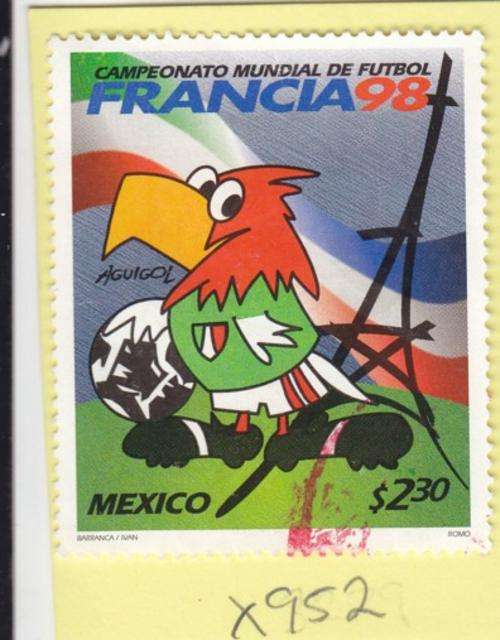 CAMPEONATO MUNDIAL DE FUTBOL
FRANCIA98
AGUIGOL
MEXICO $2.30
BARRANCA / IVAN ROMO
X952